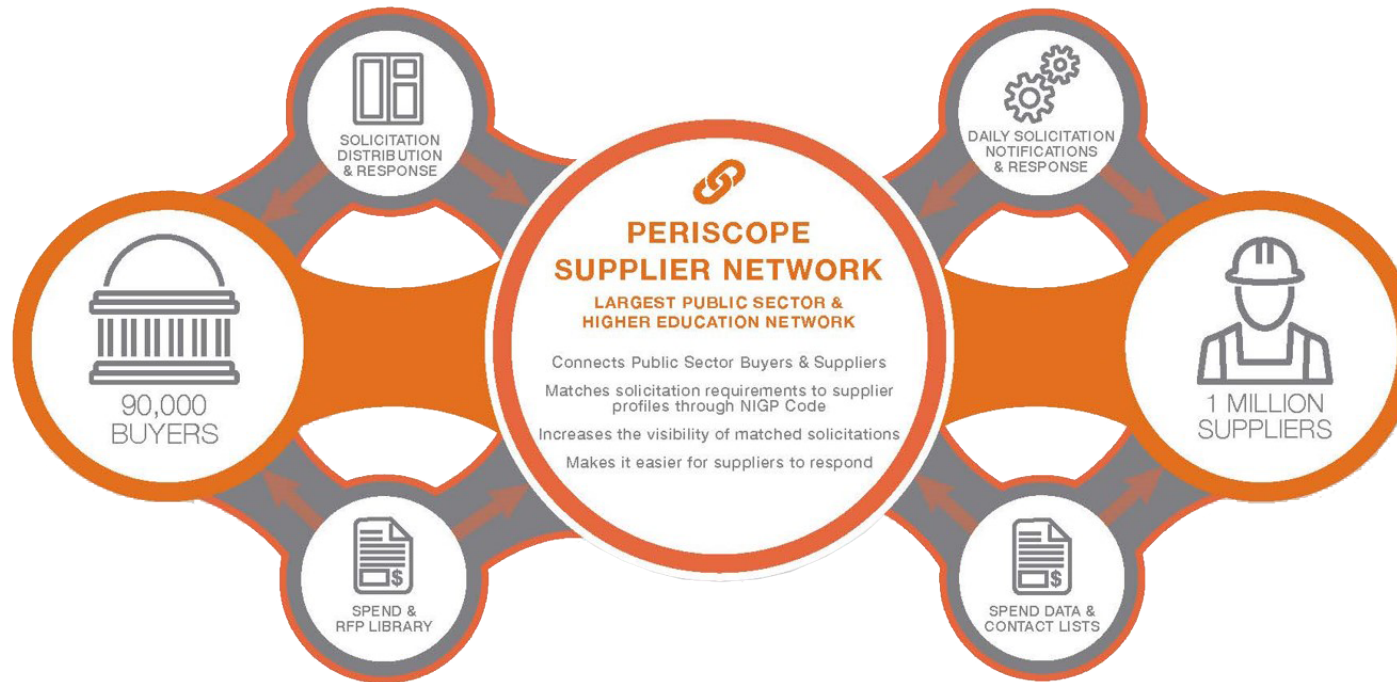 SOLICITATION
DISTRIBUTION
& RESPONSE
DAILY SOLICITATION
NOTIFICATIONS
& RESPONSE
PERISCOPE
SUPPLIER NETWORK
LARGEST PUBLIC SECTOR &
HIGHER EDUCATION NETWORK
Connects Public Sector Buyers & Suppliers
Matches solicitation requirements to supplier
profiles through NIGP Code
Increases the visibility of matched solicitations
Makes it easier for suppliers to respond
90,000
BUYERS
1 MILLION
SUPPLIERS
$
SPEND &
RFP LIBRARY
$
SPEND DATA &
CONTACT LISTS